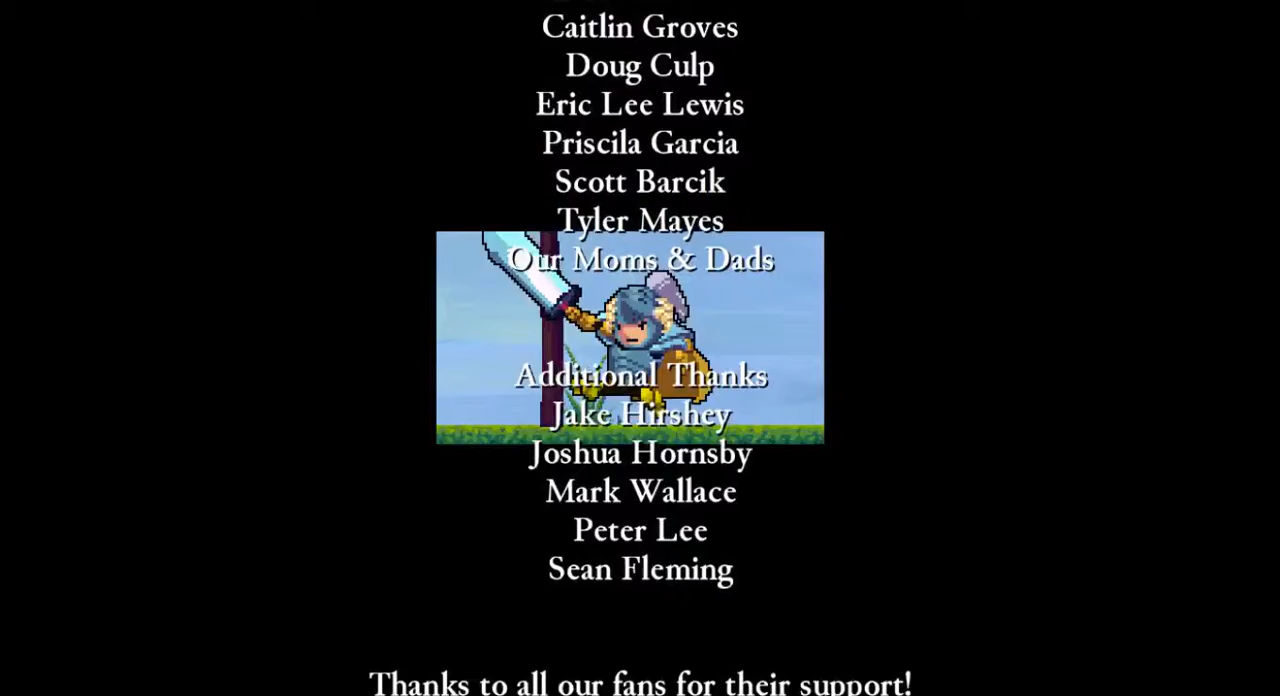 Caitlin Groves
Doug Culp
Eric Lee Lewis
Priscila Garcia
Scott Barcik
Tyler Mayes
Our Moms & Dads
Additional Thanks
Jake Hirshey
Joshua Hornsby
Mark Wallace
Peter Lee
Sean Fleming
Thanks to all our fans for their support!